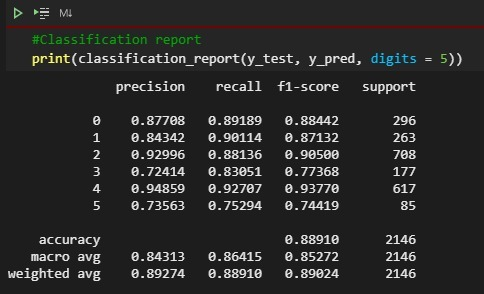 M↓
#Classification report
print(classification_report(y_test, y_pred, digits = 5))
precision recall f1-score support
0 0.87708 0.89189 0.88442 296
1 0.84342 0.90114 0.87132 263
2 0.92996 0.88136 0.90500 708
3 0.72414 0.83051 0.77368 177
4 0.94859 0.92707 0.93770 617
5 0.73563 0.75294 0.74419 85
accuracy 0.88910 2146
macro avg 0.84313 0.86415 0.85272 2146
weighted avg 0.89274 0.88910 0.89024 2146